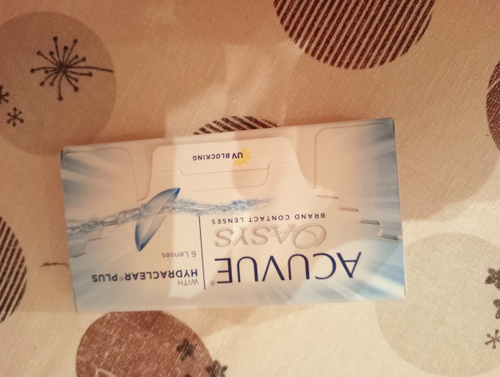 ACUVUE®
OASYS
BRAND CONTACT LENSES
WITH
HYDRACLEAR® PLUS
6 Lenses
UV BLOCKING